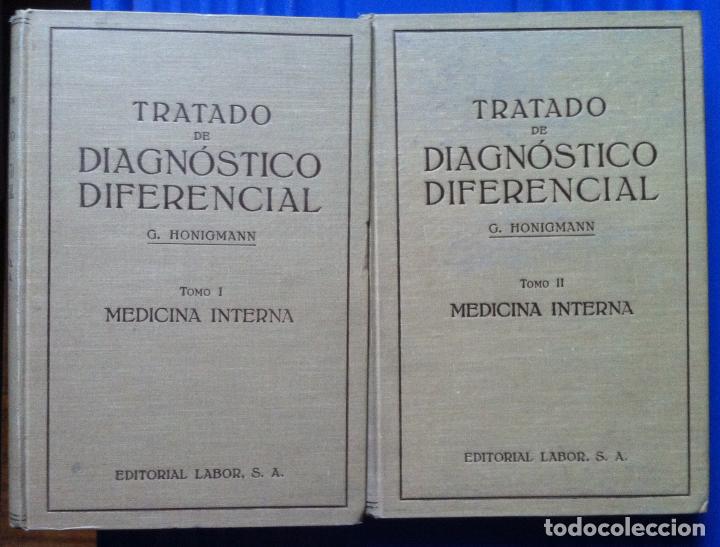 TRATADO
DE
DIAGNÓSTICO
DIFERENCIAL
G. HONIGMANN
TOMO I
MEDICINA INTERNA
EDITORIAL LABOR, S. A.
TRATADO
DE
DIAGNÓSTICO
DIFERENCIAL
G. HONIGMANN
TOMO II
MEDICINA INTERNA
EDITORIAL LABOR, S. A.
todocoleccion